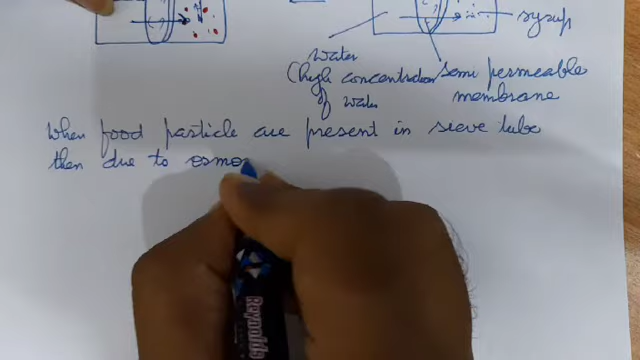 syrup
water
(high concentration
of water
semi permeable
membrane
when food particle are present in sieve tube
then due to osmo
Reynolds